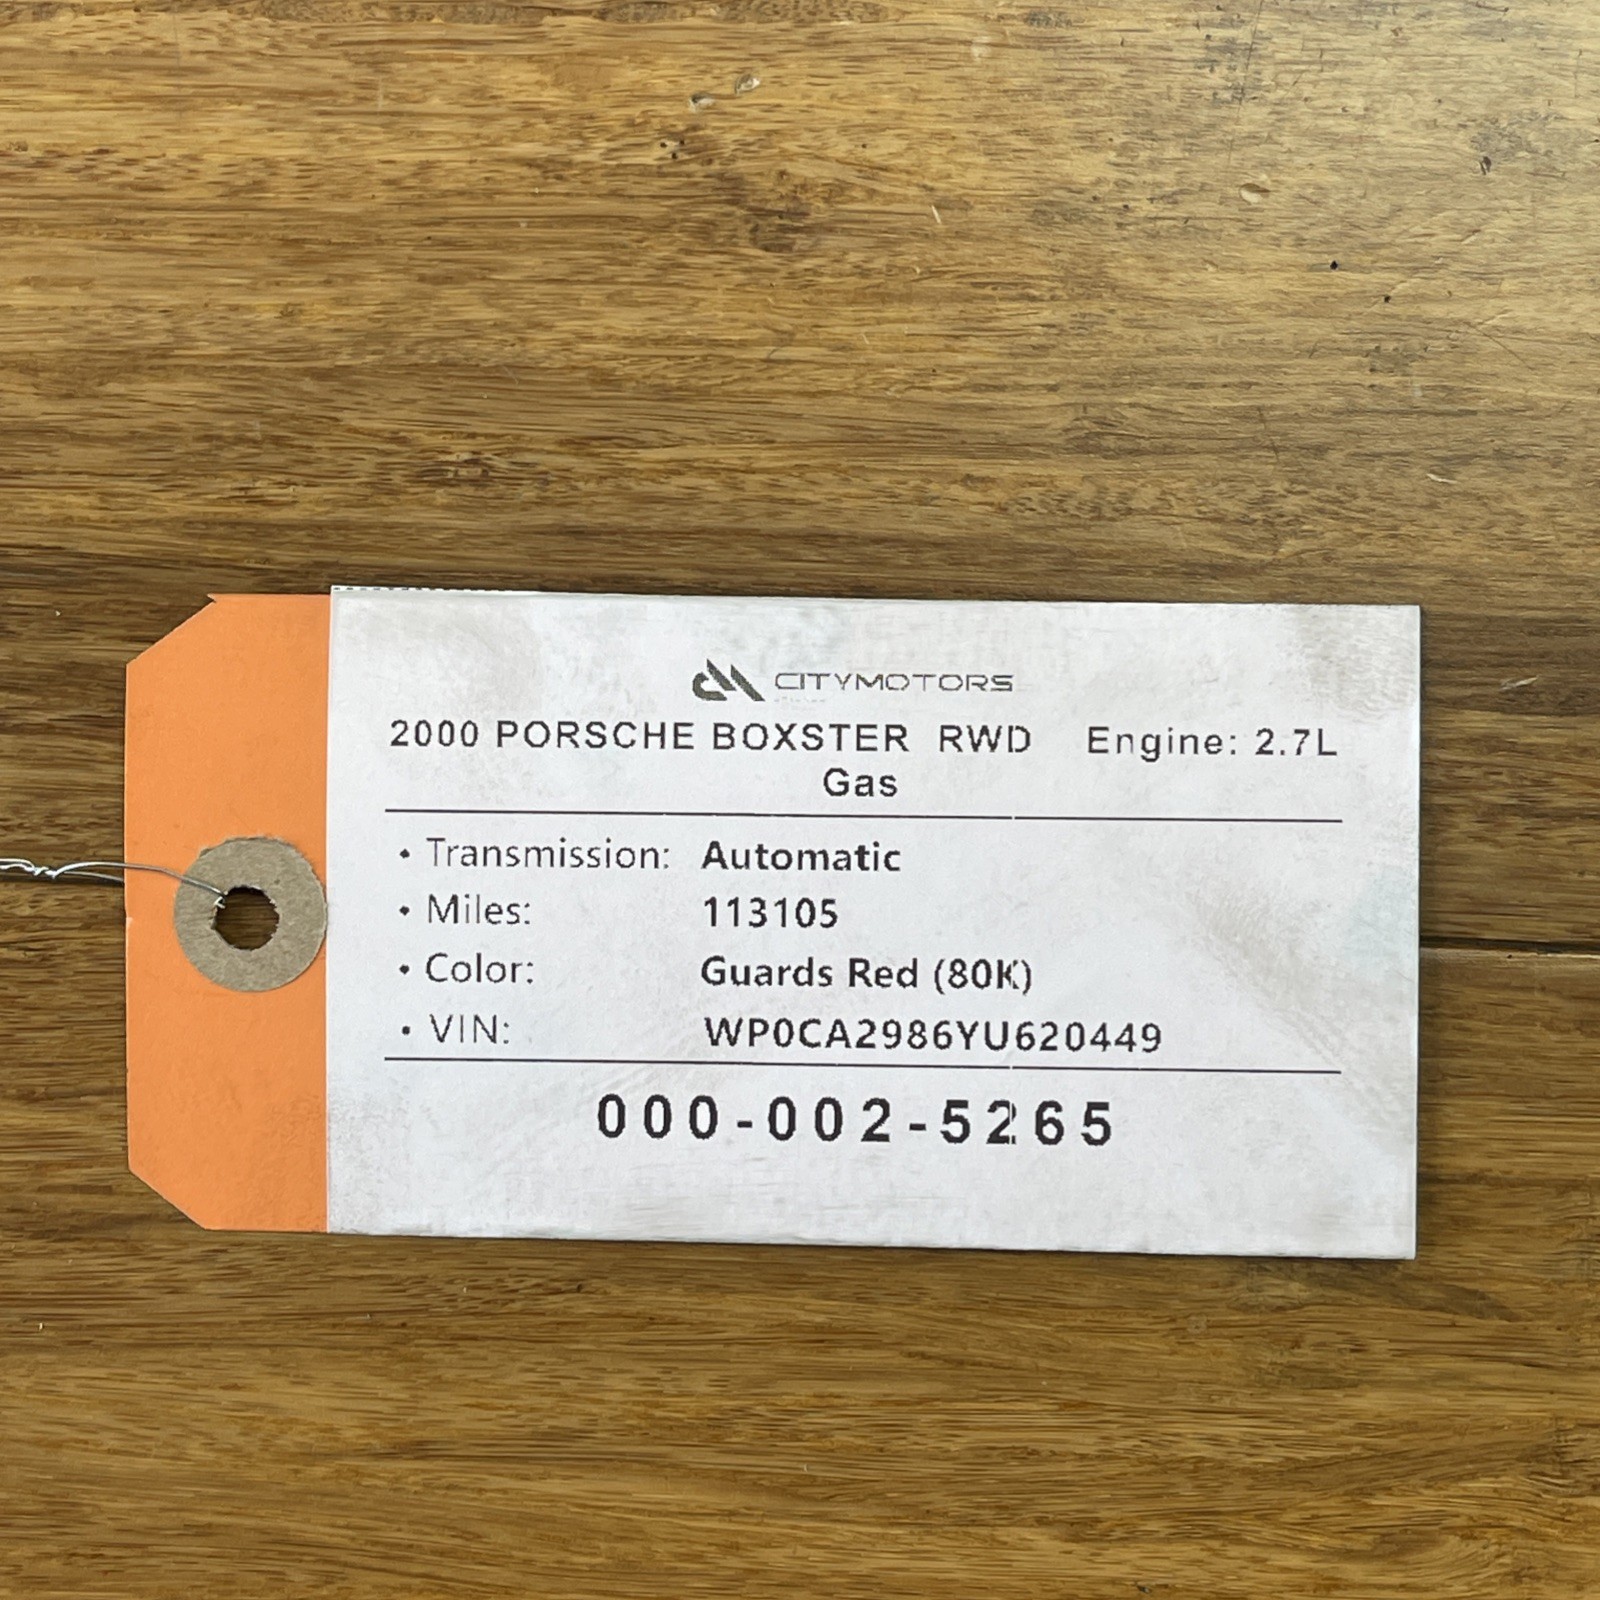 CITYMOTORS
2000 PORSCHE BOXSTER RWD Engine: 2.7L
Gas
• Transmission: Automatic
• Miles: 113105
• Color: Guards Red (80K)
• VIN: WP0CA2986YU620449
000-002-5265